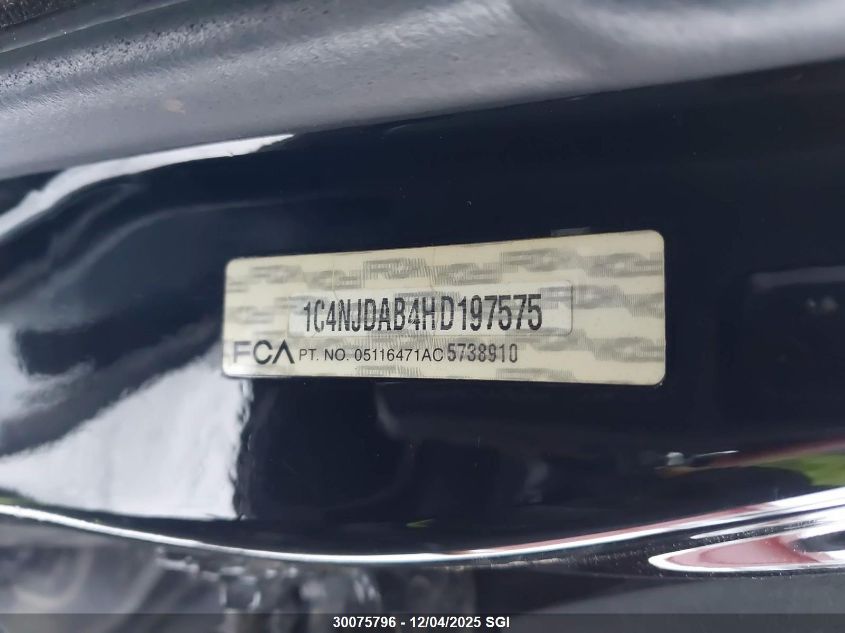 1C4NJDAB4HD197575
FCA PT. NO. 05116471AC 5738910
30075796 - 12/04/2025 SGI